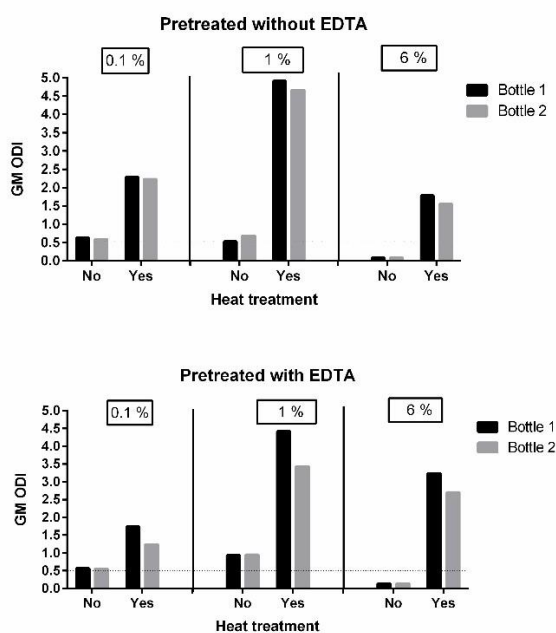 Pretreated without EDTA
0.1 % 1 % 6 %
Bottle 1
Bottle 2
GM ODI
5.0
4.5
4.0
3.5
3.0
2.5
2.0
1.5
1.0
0.5
0.0
No Yes No Yes No Yes
Heat treatment
Pretreated with EDTA
0.1 % 1 % 6 %
Bottle 1
Bottle 2
GM ODI
5.0
4.5
4.0
3.5
3.0
2.5
2.0
1.5
1.0
0.5
0.0
No Yes No Yes No Yes
Heat treatment